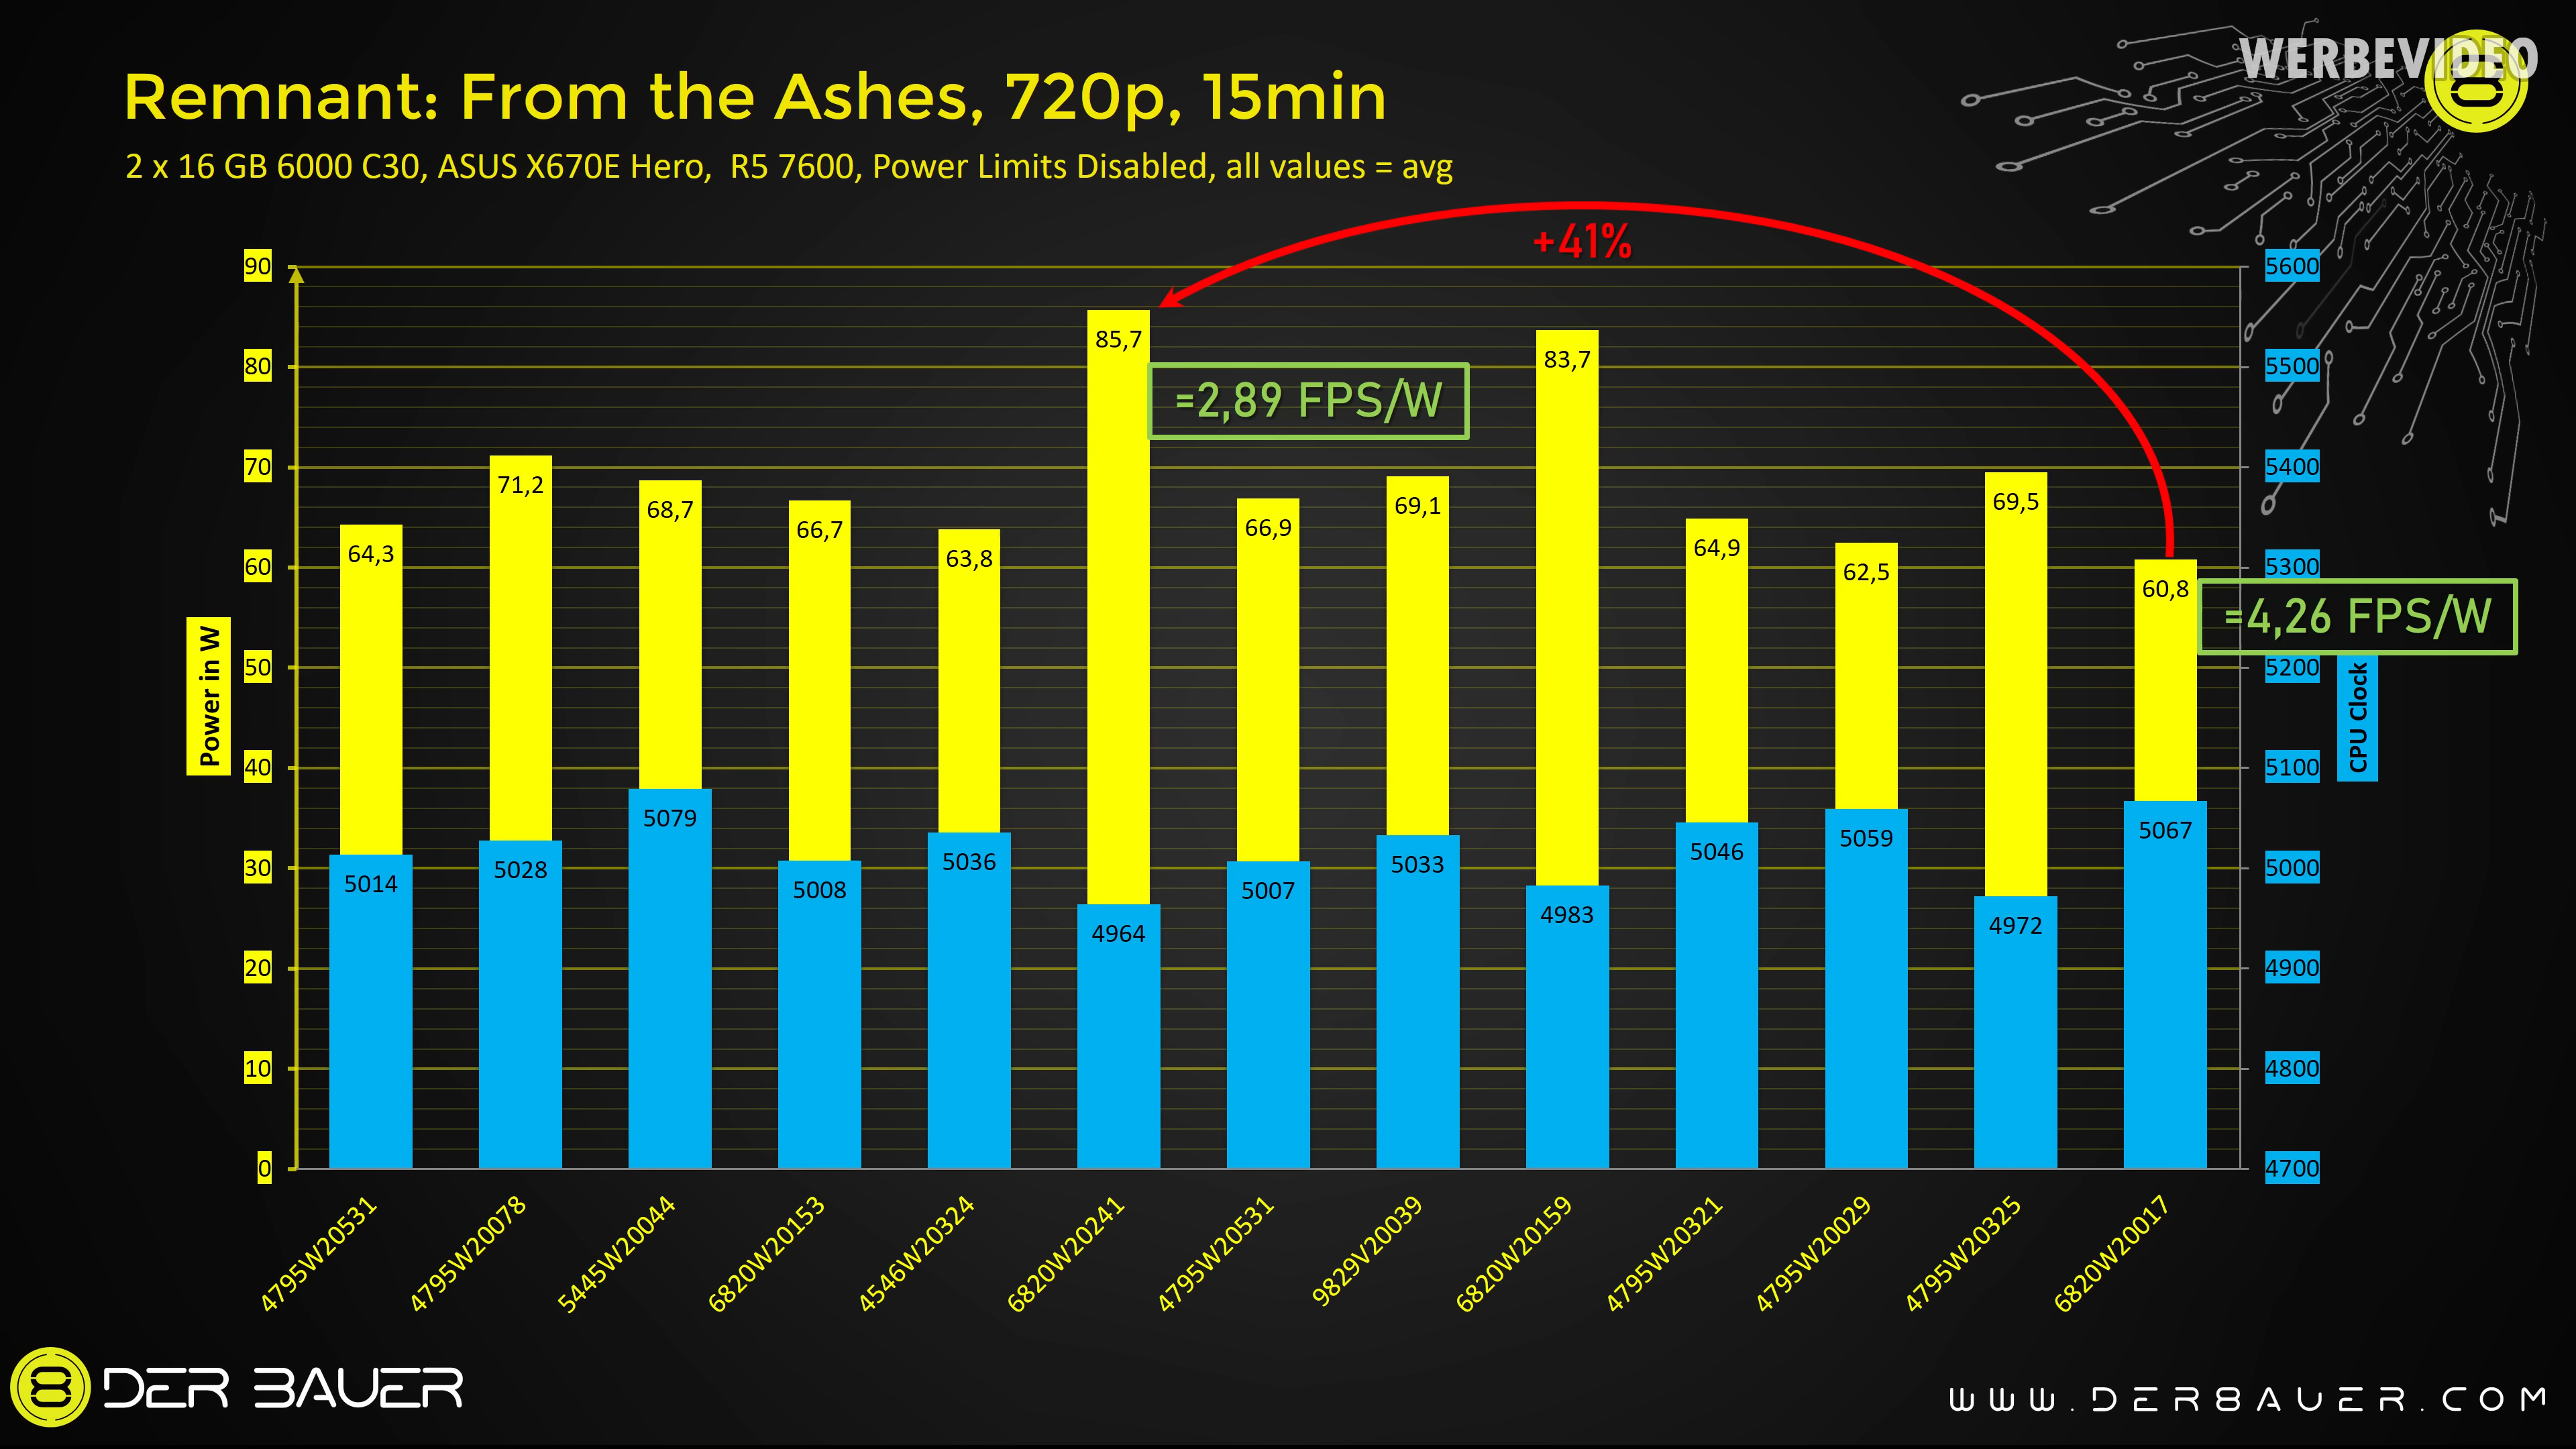 WERBEVIDEO
Remnant: From the Ashes, 720p, 15min
2 x 16 GB 6000 C30, ASUS X670E Hero, R5 7600, Power Limits Disabled, all values = avg
+41%
90
80
70
60
50
40
30
20
10
0
Power in W
5600
5500
5400
5300
5200
5100
5000
4900
4800
4700
CPU Clock
64,3
71,2
68,7
66,7
63,8
85,7
66,9
69,1
83,7
64,9
62,5
69,5
60,8
=2,89 FPS/W
=4,26 FPS/W
5014
5028
5079
5008
5036
4964
5007
5033
4983
5046
5059
4972
5067
4795W20531
4795W20078
5445W20044
6820W20153
4546W20324
6820W20241
4795W20531
9829V20039
6820W20159
4795W20321
4795W20029
4795W20325
6820W20017
DER 8AUER
WWW.DER8AUER.COM